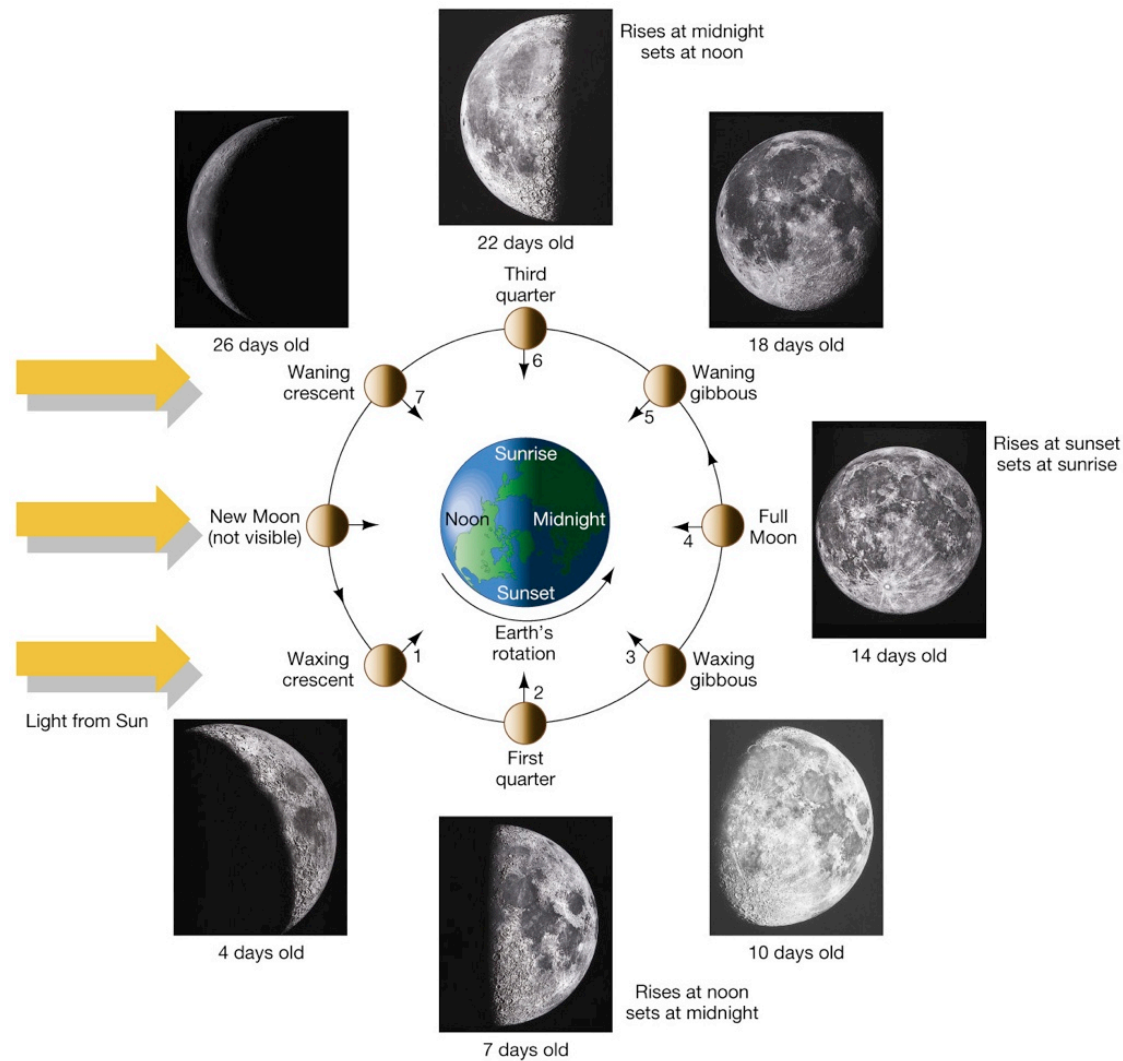 Rises at midnight
sets at noon
22 days old
Third
quarter
6
26 days old
18 days old
Waning
crescent
7
Waning
gibbous
5
Sunrise
Noon
Midnight
Sunset
Earth's
rotation
New Moon
(not visible)
Full
Moon
4
Rises at sunset
sets at sunrise
14 days old
Waxing
crescent
1
2
3
Waxing
gibbous
Light from Sun
First
quarter
4 days old
10 days old
7 days old
Rises at noon
sets at midnight